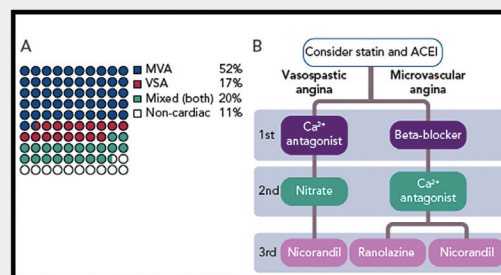 A
MVA 52%
VSA 17%
Mixed (both) 20%
Non-cardiac 11%
B
Consider statin and ACEI
Vasospastic
angina
Microvascular
angina
1st
Ca²⁺
antagonist
Beta-blocker
2nd
Nitrate
Ca²⁺
antagonist
3rd
Nicorandil
Ranolazine
Nicorandil